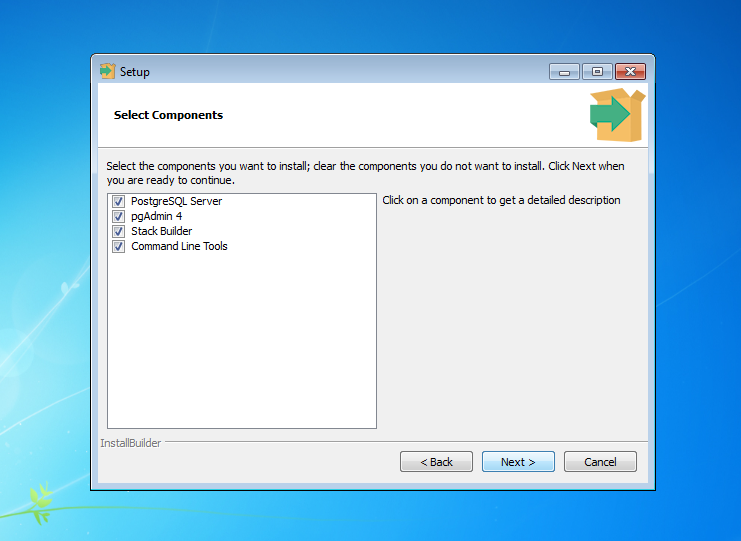 Setup
Select Components
Select the components you want to install; clear the components you do not want to install. Click Next when
you are ready to continue.
PostgreSQL Server
pgAdmin 4
Stack Builder
Command Line Tools
Click on a component to get a detailed description
InstallBuilder
< Back
Next >
Cancel